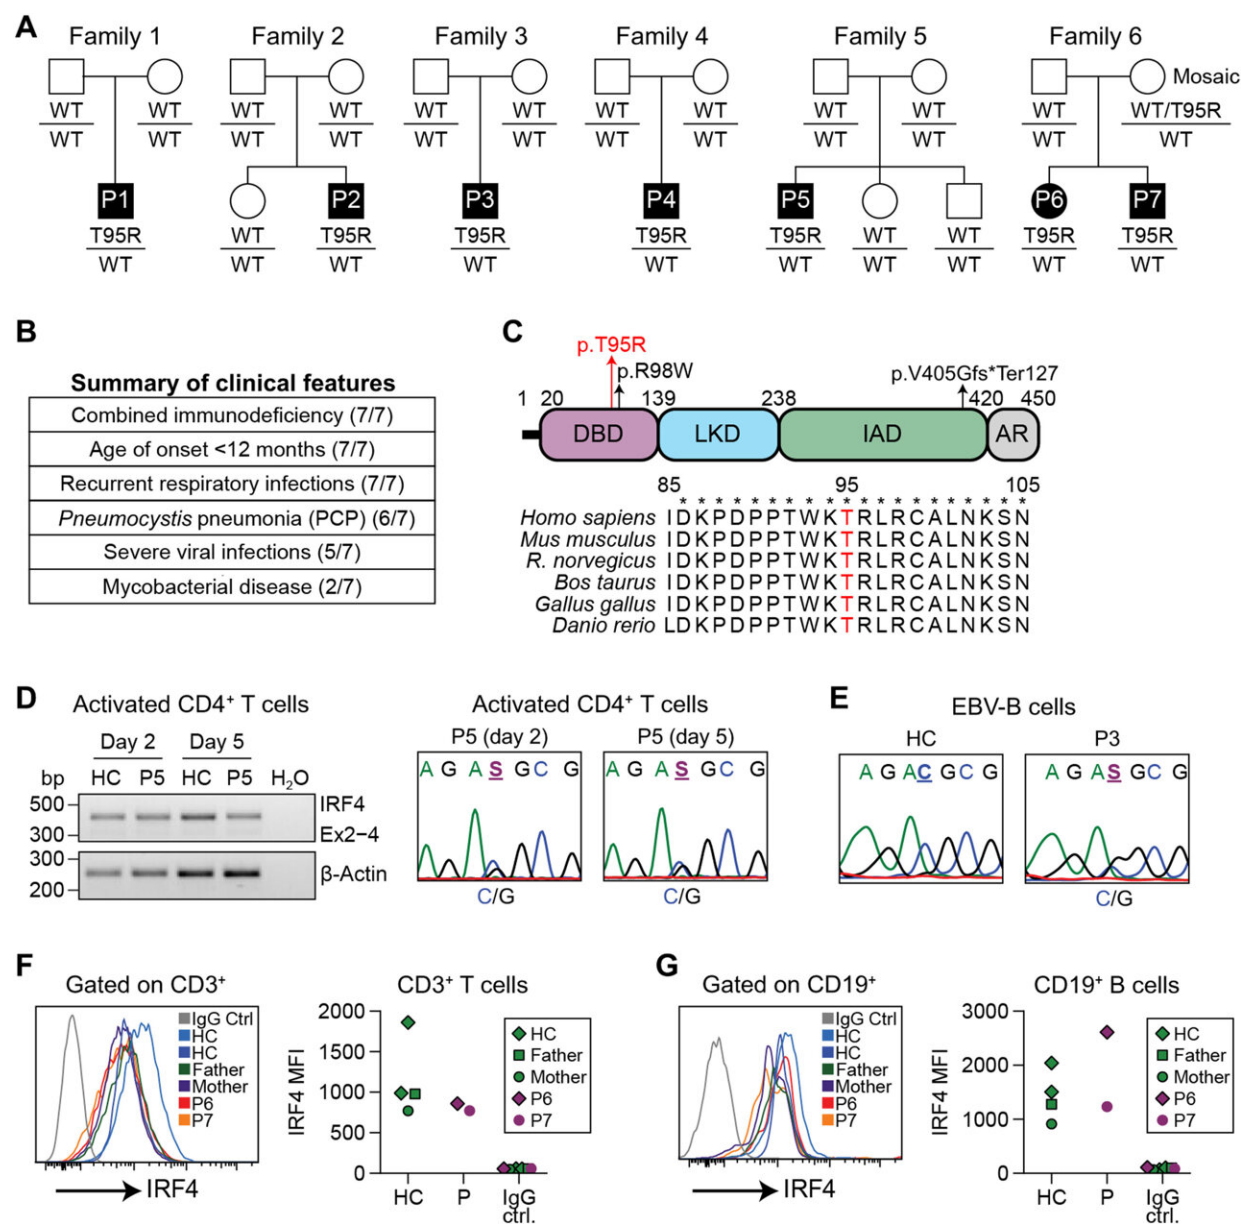 A
Family 1 Family 2 Family 3 Family 4 Family 5 Family 6
Mosaic
WT WT WT WT WT WT WT WT WT WT WT WT/T95R
WT WT WT WT WT WT WT WT WT WT WT WT
P1 P2 P3 P4 P5 P6 P7
T95R WT T95R T95R T95R T95R WT WT T95R T95R
WT WT WT WT WT WT WT WT WT WT
B
Summary of clinical features
Combined immunodeficiency (7/7)
Age of onset <12 months (7/7)
Recurrent respiratory infections (7/7)
Pneumocystis pneumonia (PCP) (6/7)
Severe viral infections (5/7)
Mycobacterial disease (2/7)
C
p.T95R
p.R98W p.V405Gfs*Ter127
1 20 139 238 420 450
DBD LKD IAD AR
85 95 105
* * * * * * * * * * * * * * * * * * * *
Homo sapiens IDKPDPPTWKTRLRCALNKSN
Mus musculus IDKPDPPTWKTRLRCALNKSN
R. norvegicus IDKPDPPTWKTRLRCALNKSN
Bos taurus IDKPDPPTWKTRLRCALNKSN
Gallus gallus IDKPDPPTWKTRLRCALNKSN
Danio rerio LDKPDPPTWKTRLRCALNKSN
D
Activated CD4+ T cells
Day 2 Day 5
bp HC P5 HC P5 H2O
500
300
IRF4
Ex2–4
300
200
β-Actin
Activated CD4+ T cells
P5 (day 2) P5 (day 5)
A G A S G C G A G A S G C G
C/G C/G
E
EBV-B cells
HC P3
A G A C G C G A G A S G C G
C/G
F
Gated on CD3+
IgG Ctrl
HC
HC
Father
Mother
P6
P7
IRF4
CD3+ T cells
IRF4 MFI
2000
1500
1000
500
0
HC P IgG
ctrl.
HC
Father
Mother
P6
P7
G
Gated on CD19+
IgG Ctrl
HC
HC
Father
Mother
P6
P7
IRF4
CD19+ B cells
IRF4 MFI
3000
2000
1000
0
HC P IgG
ctrl.
HC
Father
Mother
P6
P7